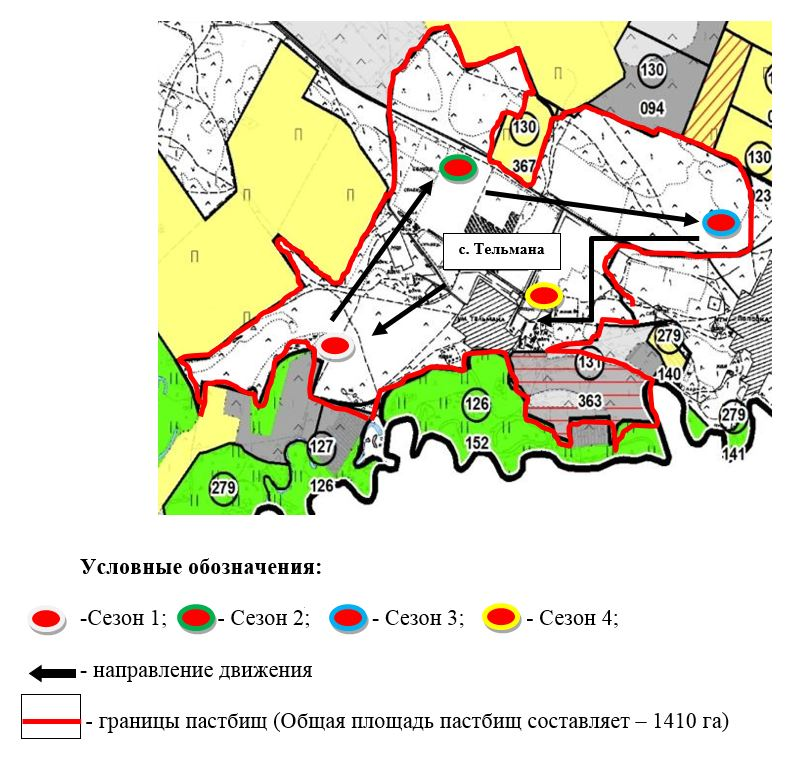 П
130
094
130
367
130
23
П
П
П
П
с. Тельмана
П
279
140
131
363
126
152
279
141
127
126
279
Условные обозначения:
-Сезон 1; - Сезон 2; - Сезон 3; - Сезон 4;
- направление движения
- границы пастбищ (Общая площадь пастбищ составляет – 1410 га)